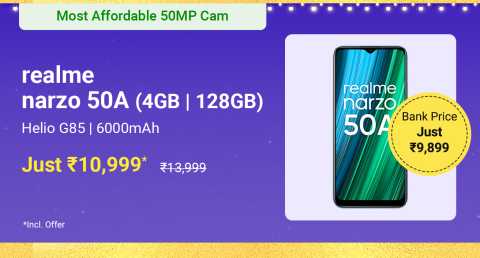 Most Affordable 50MP Cam
realme
narzo 50A (4GB | 128GB)
Helio G85 | 6000mAh
Just ₹10,999*
₹13,999
*Incl. Offer
realme
narzo
50A
Bank Price
Just
₹9,899